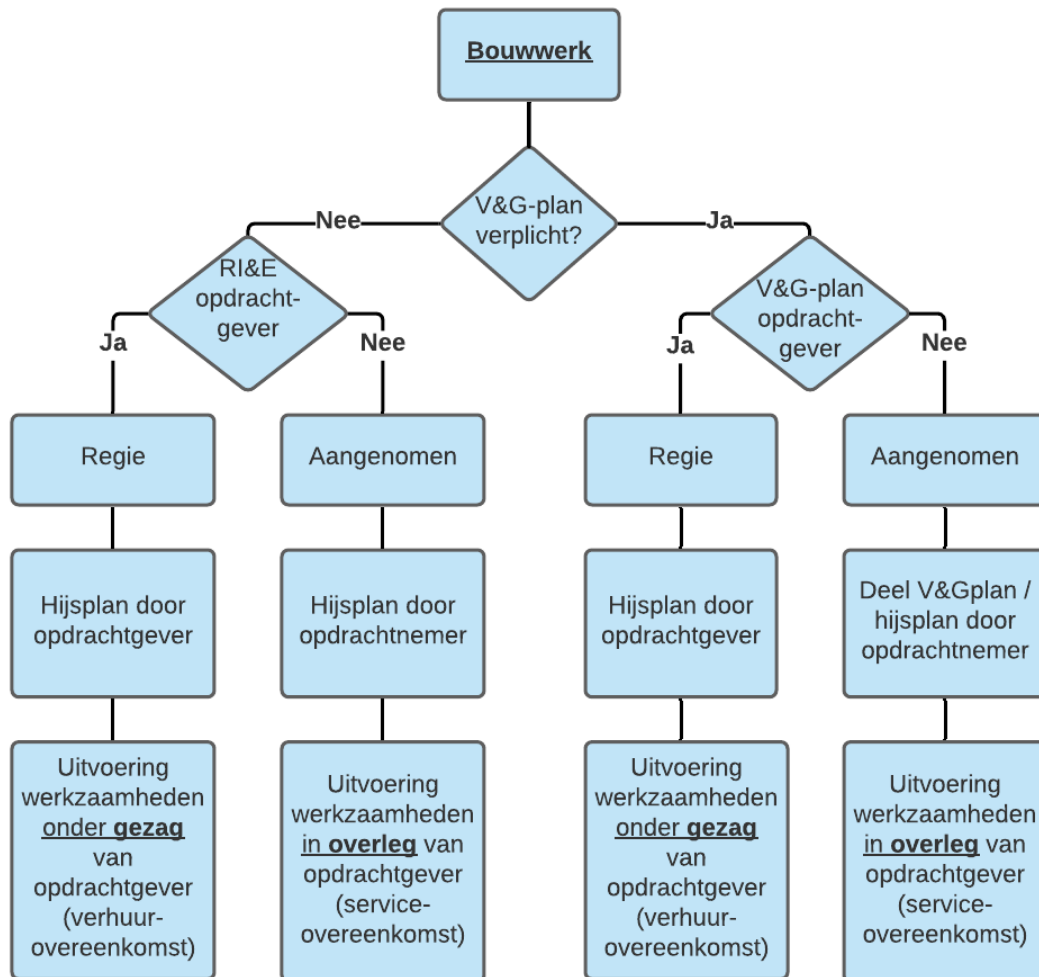 Bouwwerk
V&G-plan
verplicht?
Nee
Ja
RI&E
opdracht-
gever
V&G-plan
opdracht-
gever
Ja
Nee
Ja
Nee
Regie
Aangenomen
Regie
Aangenomen
Hijsplan door
opdrachtgever
Hijsplan door
opdrachtnemer
Hijsplan door
opdrachtgever
Deel V&Gplan /
hijsplan door
opdrachtnemer
Uitvoering
werkzaamheden
onder gezag
van
opdrachtgever
(verhuur-
overeenkomst)
Uitvoering
werkzaamheden
in overleg van
opdrachtgever
(service-
overeenkomst)
Uitvoering
werkzaamheden
onder gezag
van
opdrachtgever
(verhuur-
overeenkomst)
Uitvoering
werkzaamheden
in overleg van
opdrachtgever
(service-
overeenkomst)